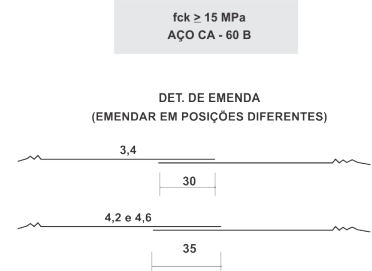 fck ≥ 15 MPa
AÇO CA - 60 B
DET. DE EMENDA
(EMENDAR EM POSIÇÕES DIFERENTES)
3,4
30
4,2 e 4,6
35